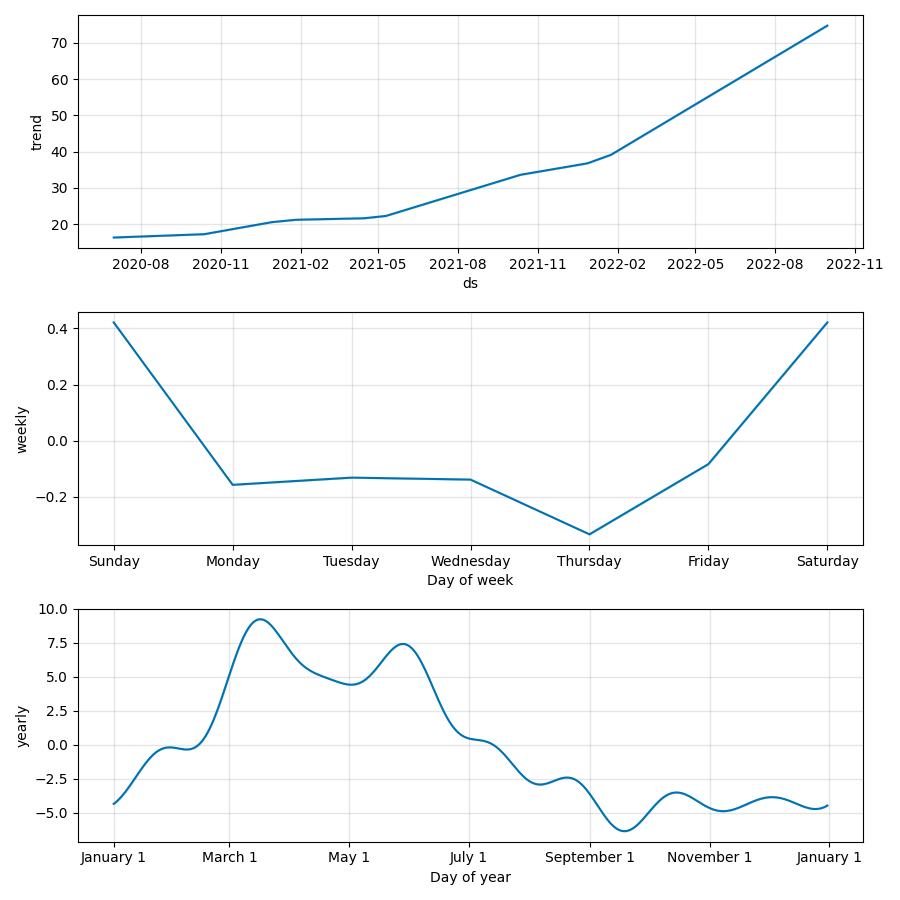 70
60
50
40
30
20
trend
2020-08 2020-11 2021-02 2021-05 2021-08 2021-11 2022-02 2022-05 2022-08 2022-11
ds
0.4
0.2
0.0
−0.2
weekly
Sunday Monday Tuesday Wednesday Thursday Friday Saturday
Day of week
10.0
7.5
5.0
2.5
0.0
−2.5
−5.0
yearly
January 1 March 1 May 1 July 1 September 1 November 1 January 1
Day of year